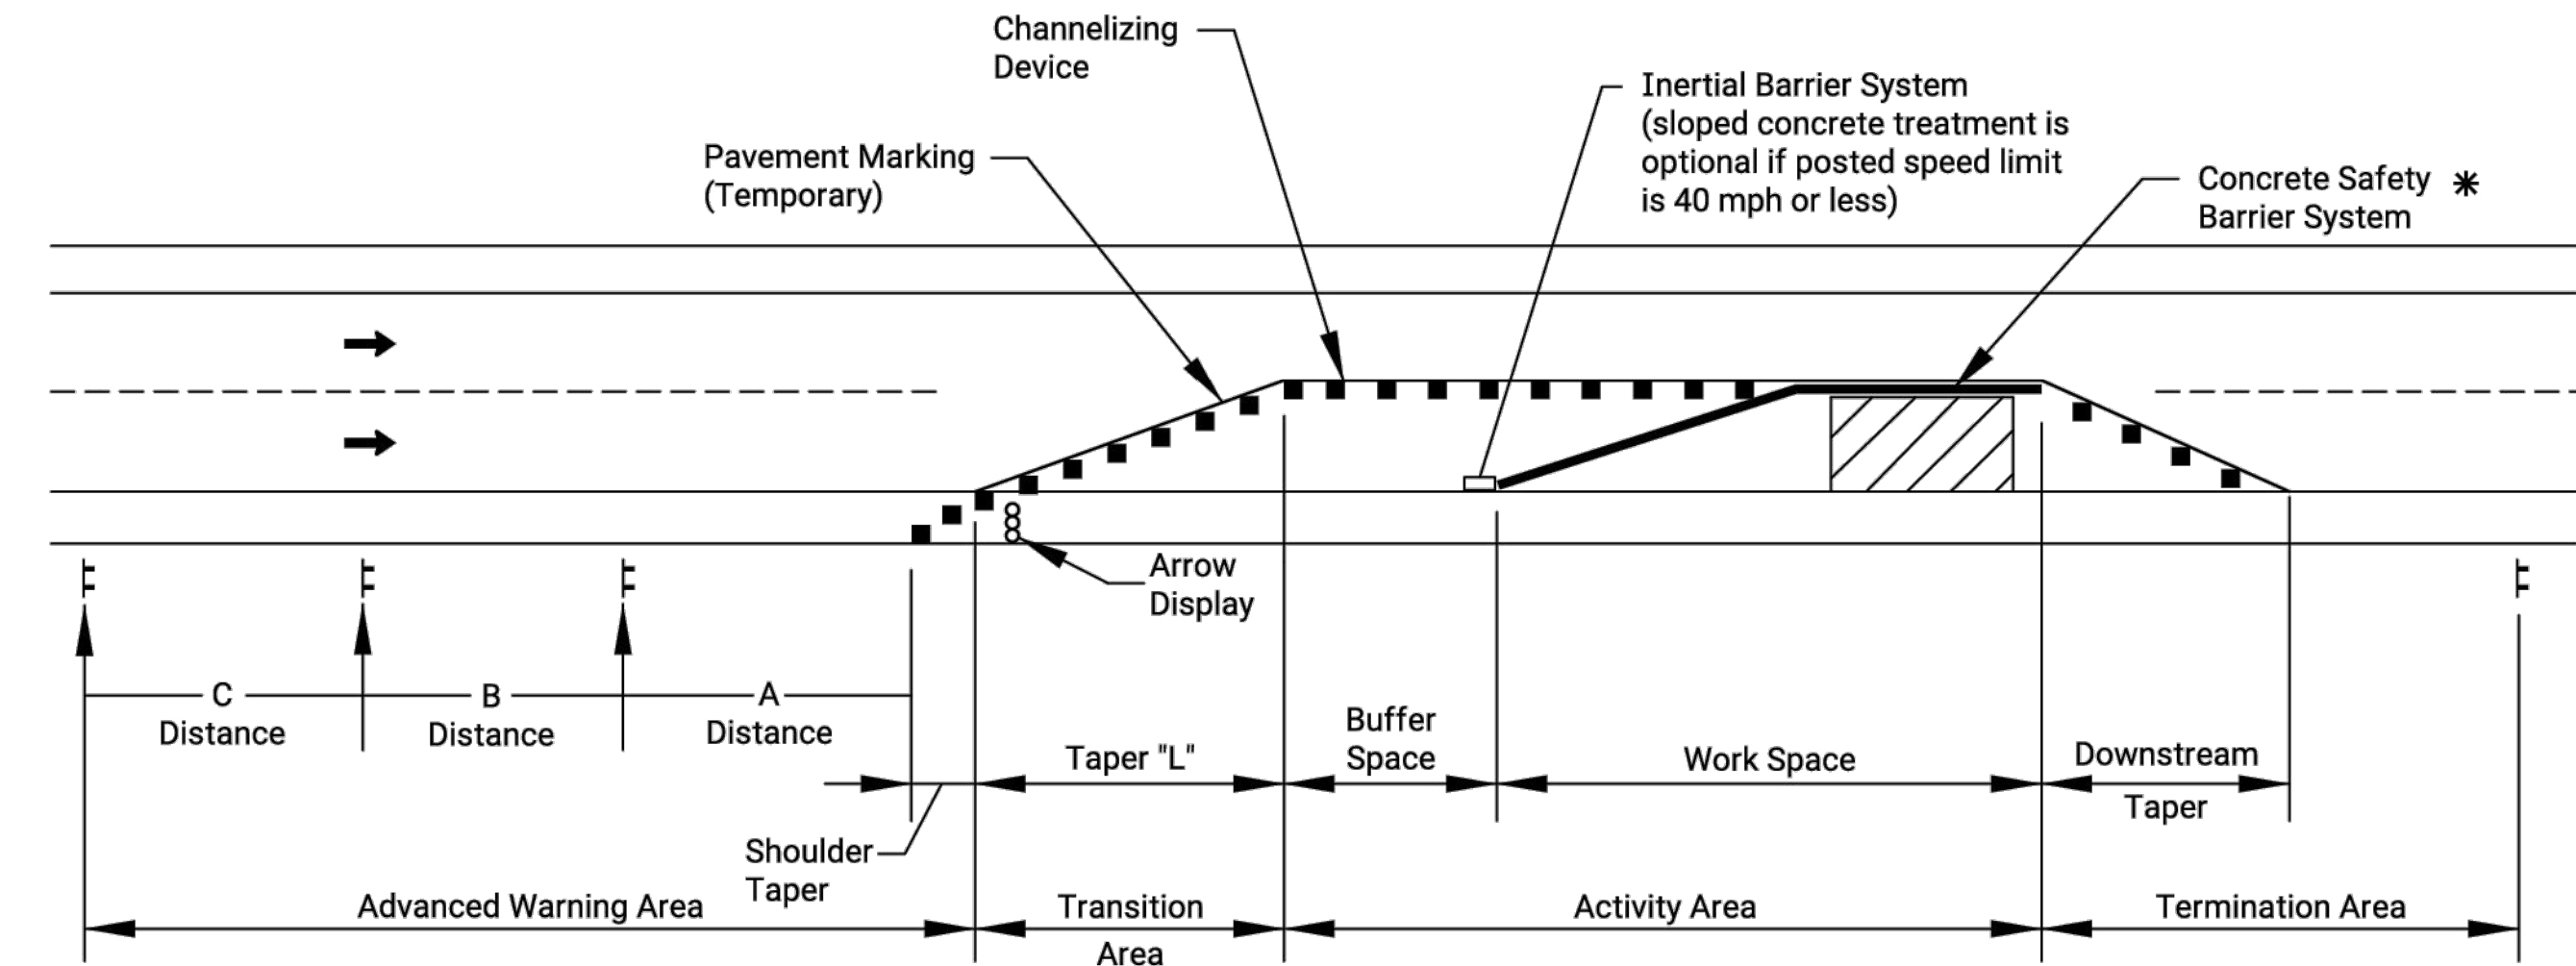 Channelizing
Device
Inertial Barrier System
(sloped concrete treatment is
optional if posted speed limit
is 40 mph or less)
Pavement Marking
(Temporary)
Concrete Safety *
Barrier System
Arrow
Display
C
Distance
B
Distance
A
Distance
Shoulder
Taper
Taper "L"
Buffer
Space
Work Space
Downstream
Taper
Advanced Warning Area
Transition
Area
Activity Area
Termination Area